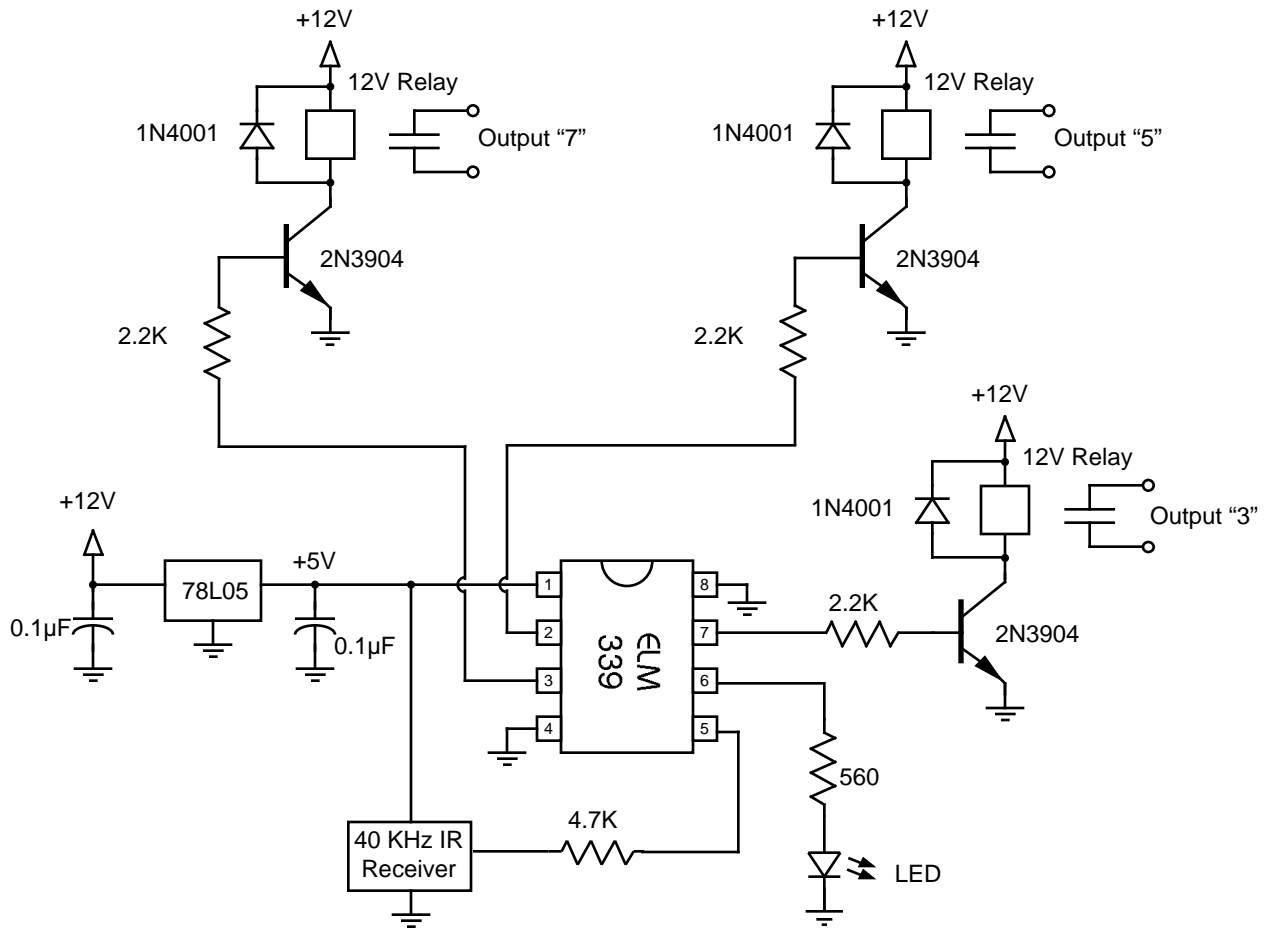 +12V
12V Relay
1N4001
Output “7”
2N3904
2.2K
+12V
12V Relay
1N4001
Output “5”
2N3904
2.2K
+12V
12V Relay
1N4001
Output “3”
2.2K
2N3904
+12V
78L05
+5V
0.1µF
0.1µF
1
2
3
4
8
7
6
5
ELM
339
560
LED
4.7K
40 KHz IR
Receiver